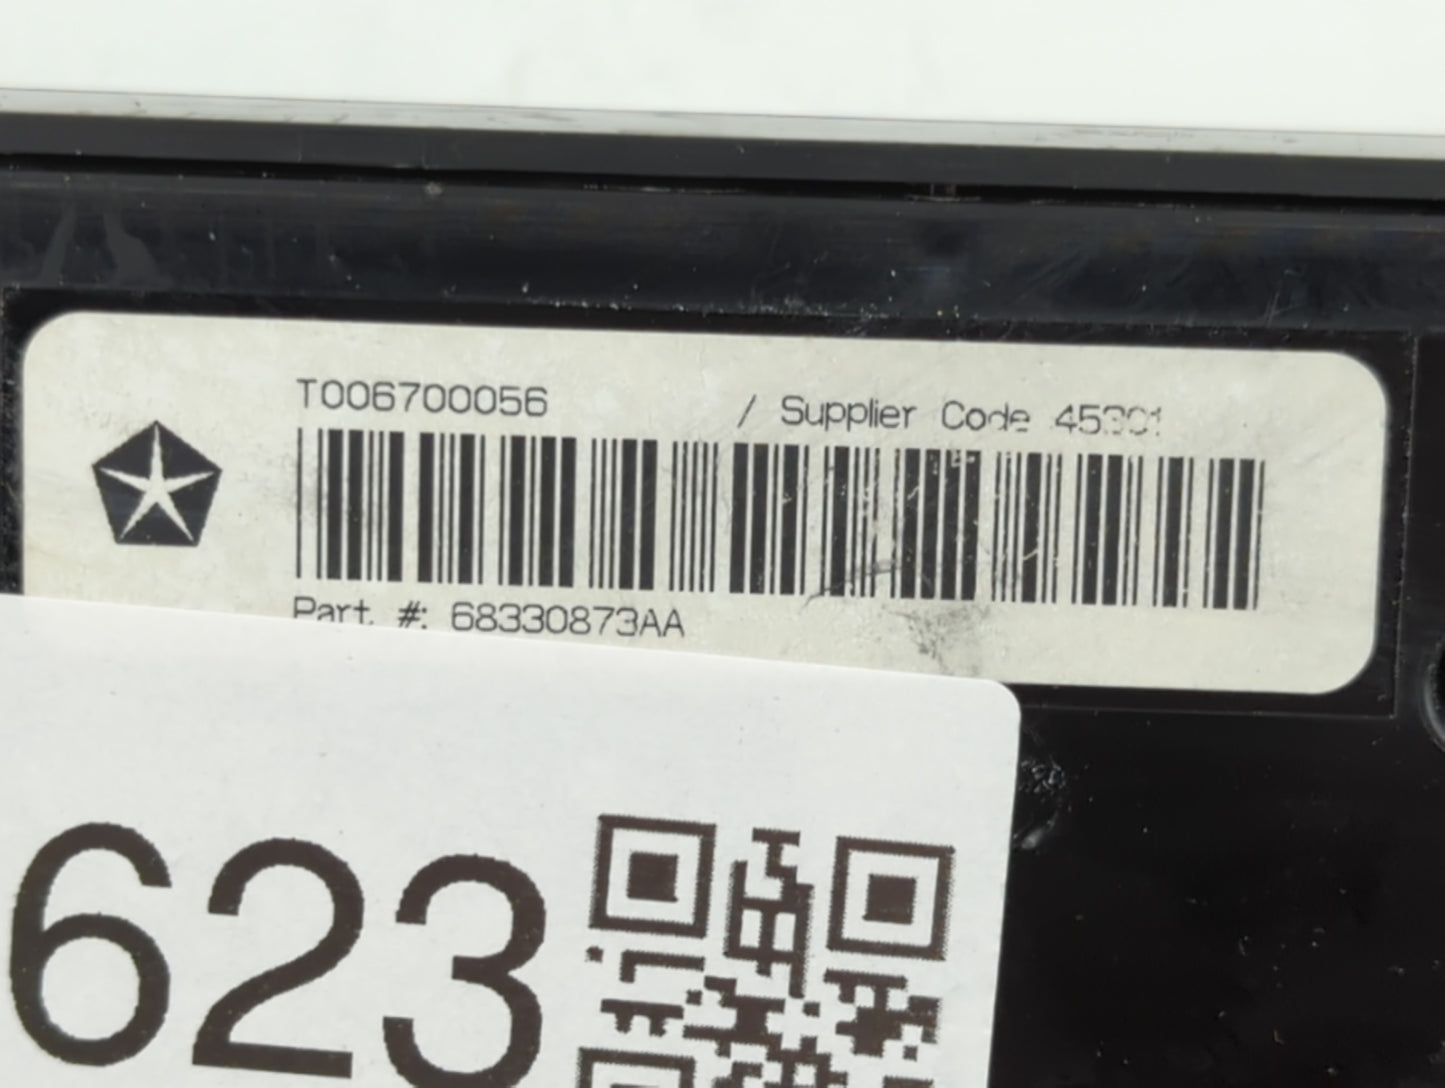 T006700056
/ Supplier Code
Part #: 68330873AA
623